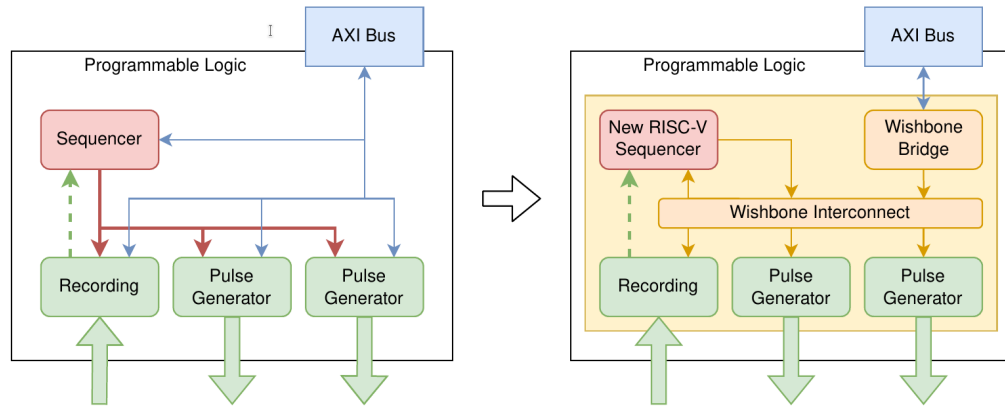 AXI Bus
Programmable Logic
Sequencer
Recording
Pulse
Generator
Pulse
Generator
AXI Bus
Programmable Logic
New RISC-V
Sequencer
Wishbone
Bridge
Wishbone Interconnect
Recording
Pulse
Generator
Pulse
Generator